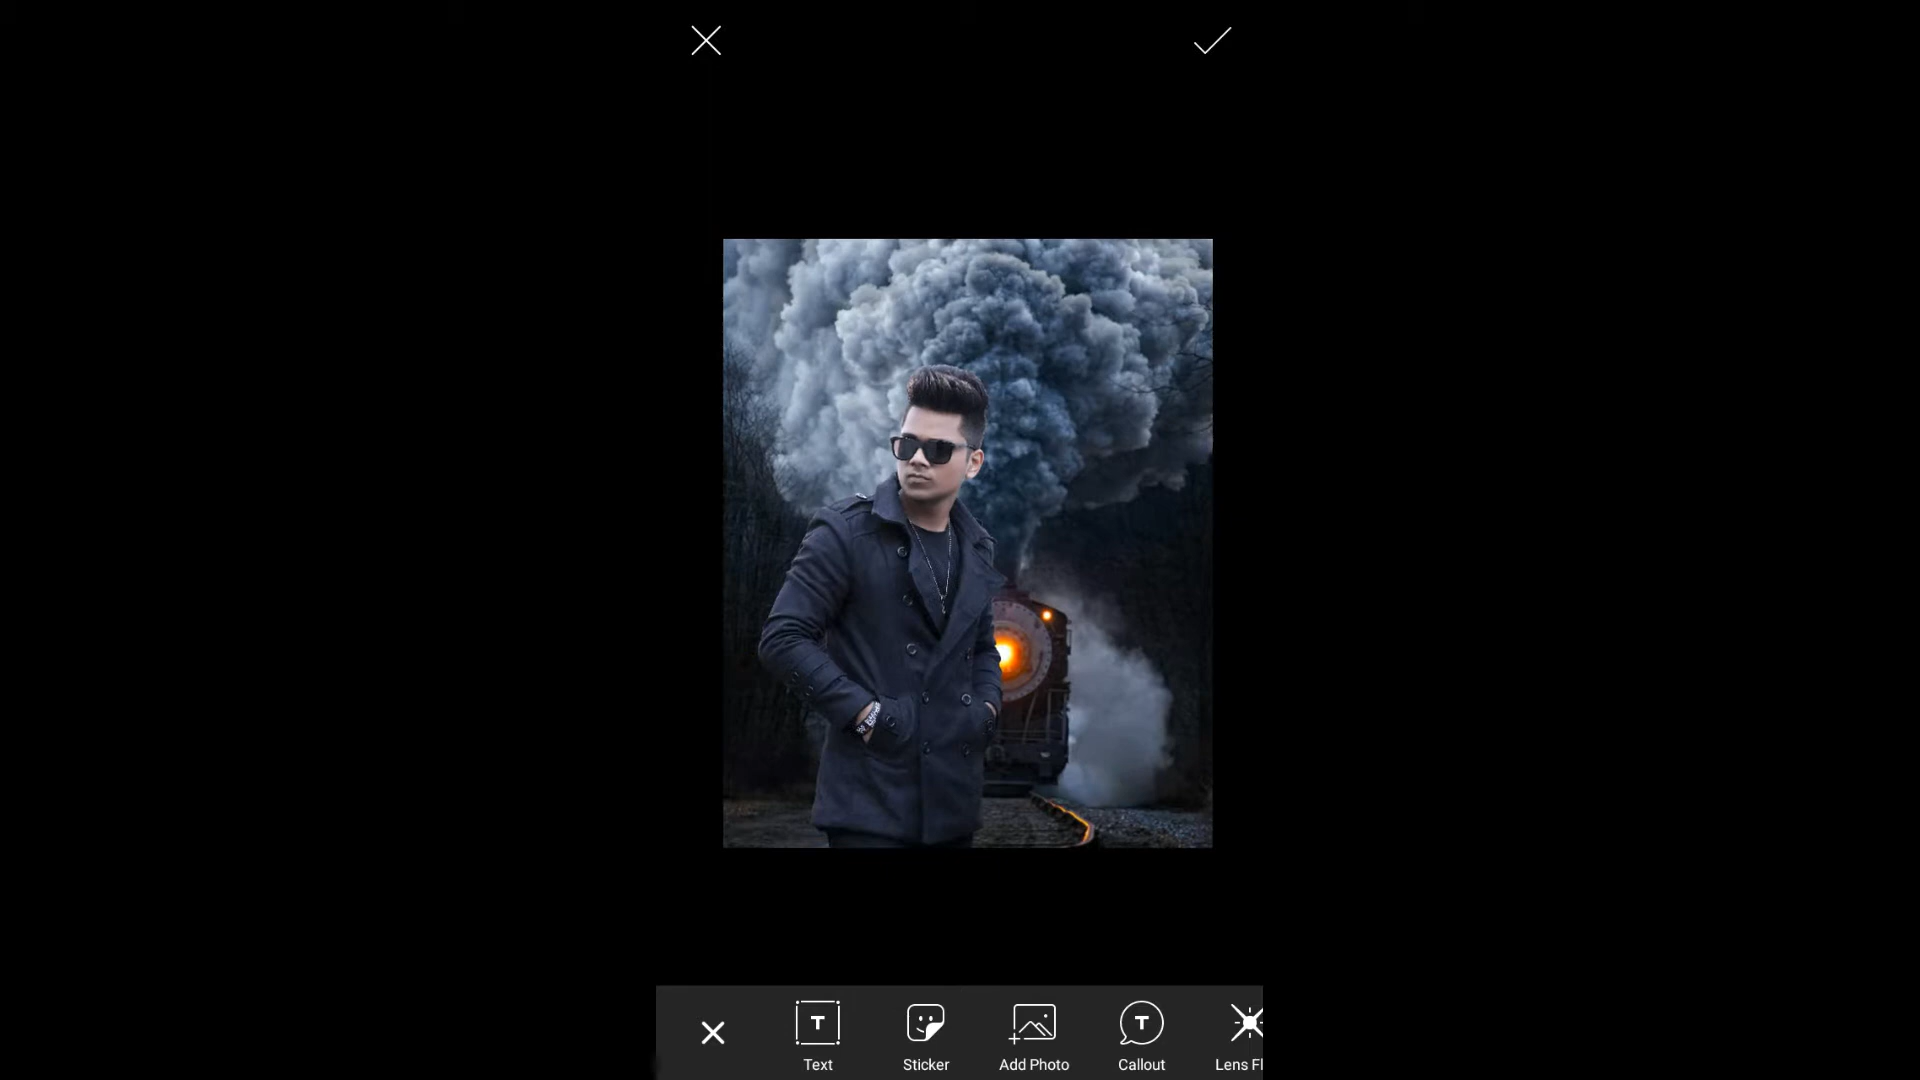 T
T
Text
Sticker
Add Photo
Callout
Lens Fl